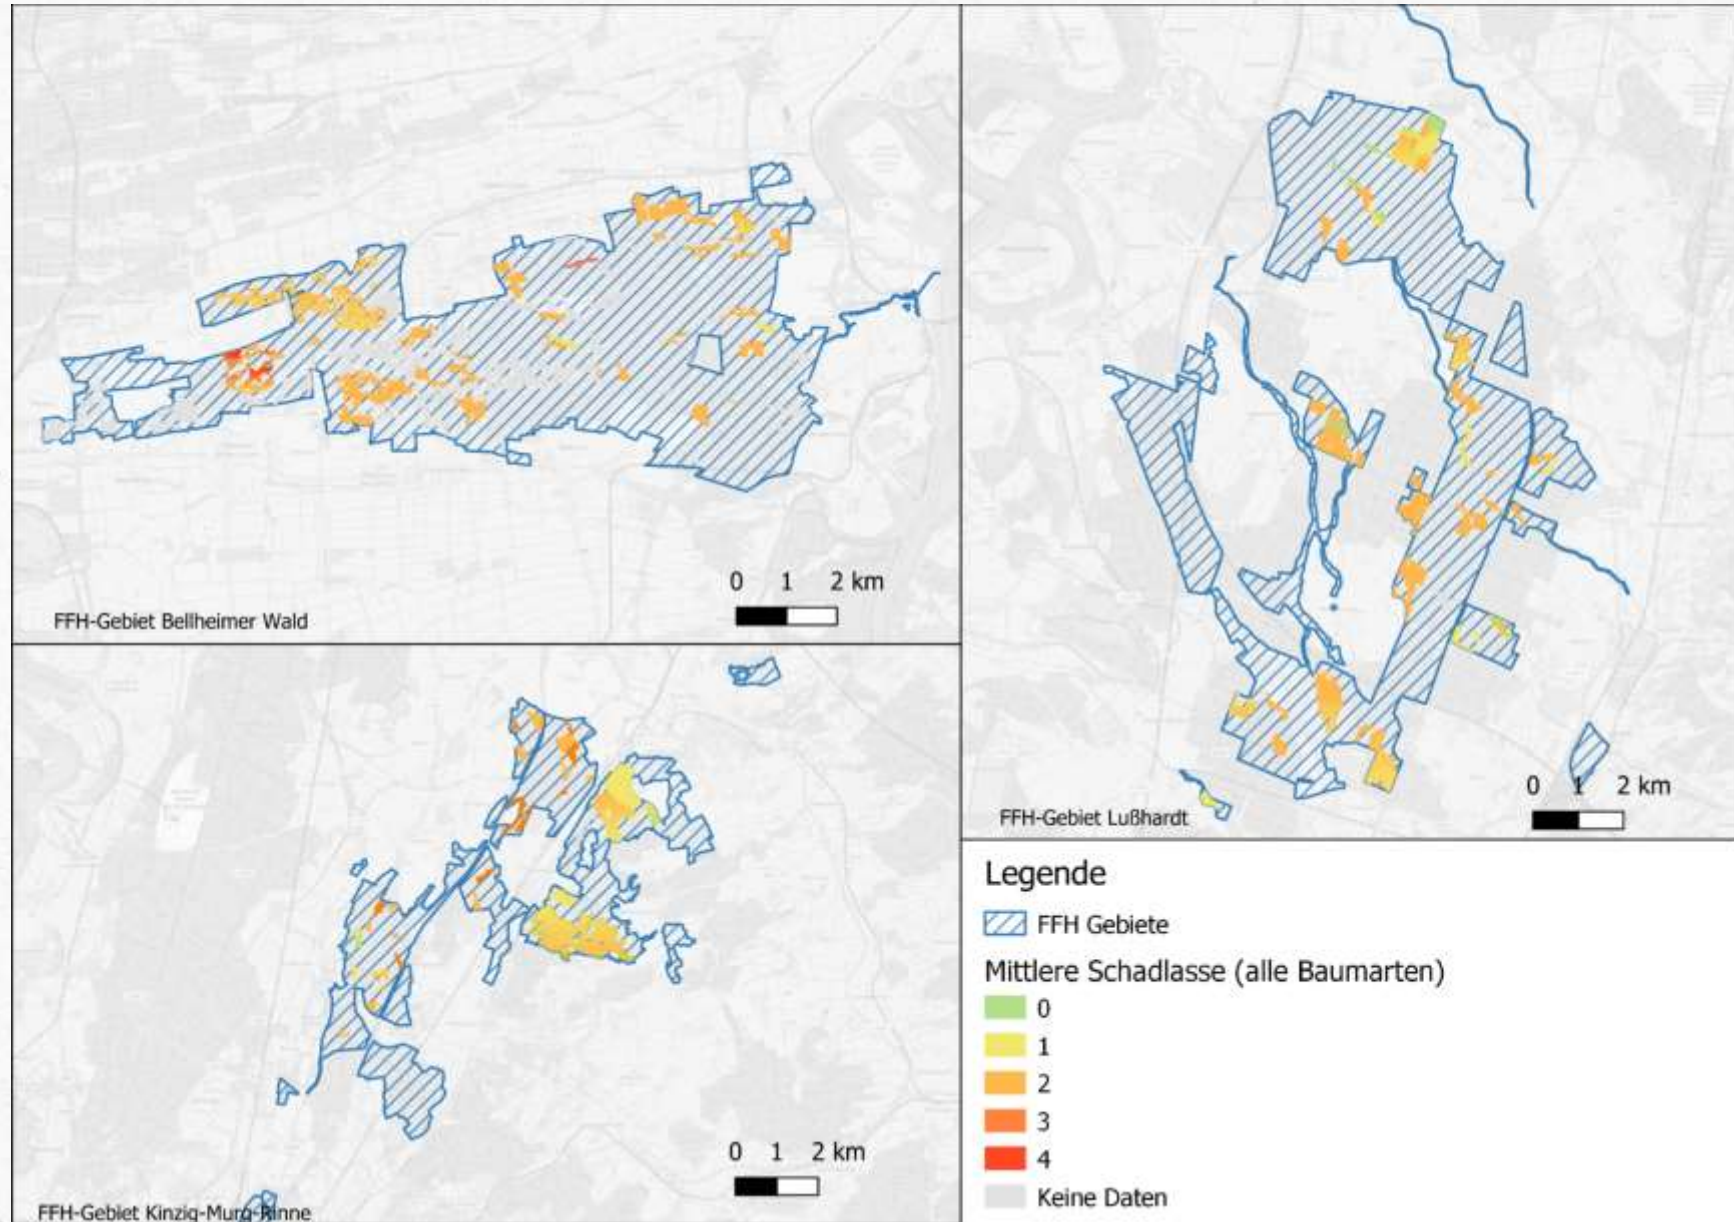 0 1 2 km
FFH-Gebiet Bellheimer Wald
0 1 2 km
FFH-Gebiet Lußhardt
0 1 2 km
FFH-Gebiet Kinzig-Murg-Rinne
Legende
FFH Gebiete
Mittlere Schadlasse (alle Baumarten)
0
1
2
3
4
Keine Daten